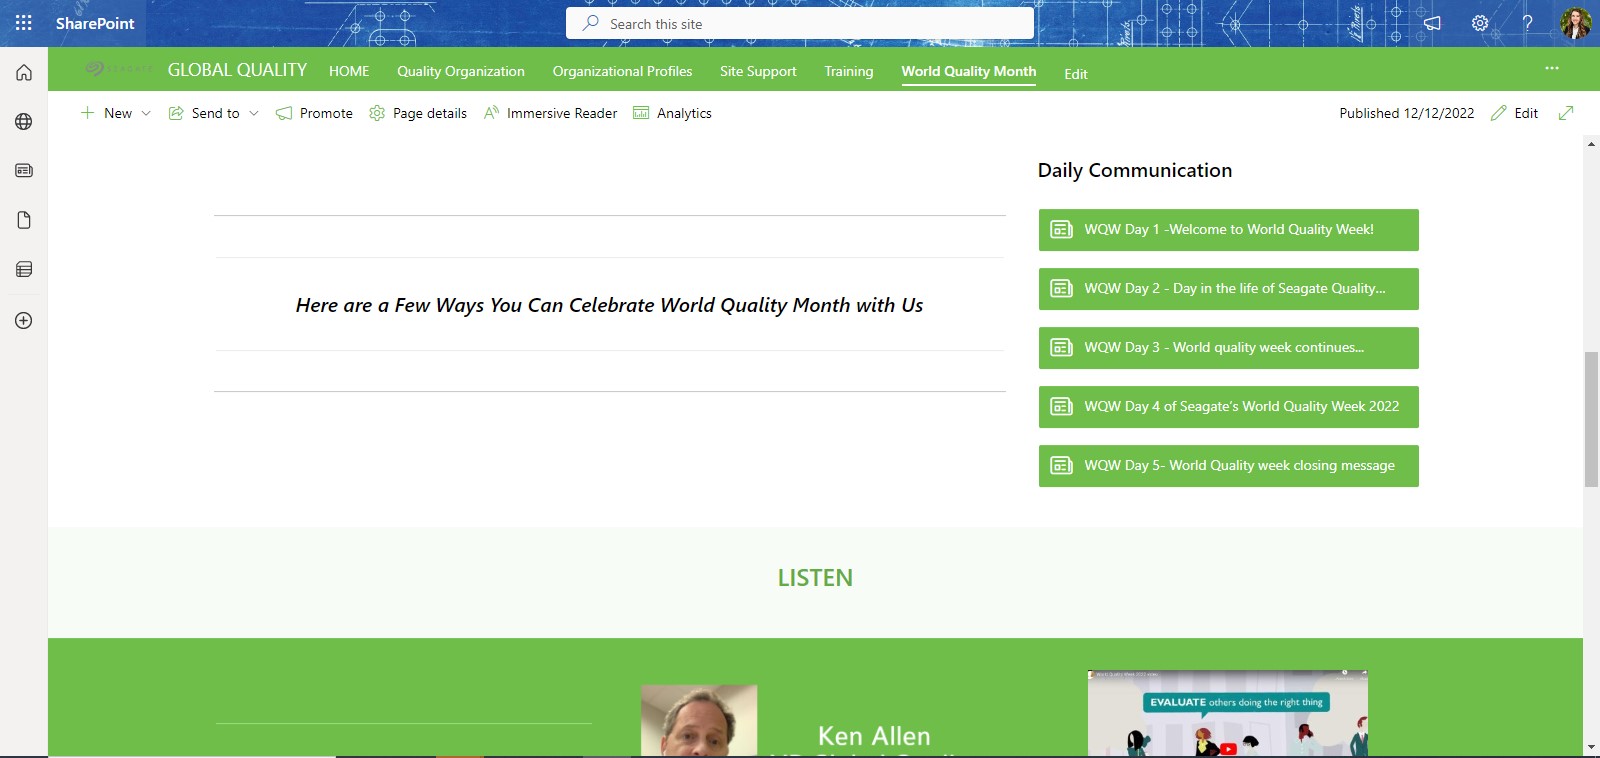 SharePoint
Search this site
SEAGATE
GLOBAL QUALITY
HOME
Quality Organization
Organizational Profiles
Site Support
Training
World Quality Month
Edit
New
Send to
Promote
Page details
Immersive Reader
Analytics
Published 12/12/2022
Edit
Daily Communication
WQW Day 1 -Welcome to World Quality Week!
WQW Day 2 - Day in the life of Seagate Quality...
WQW Day 3 - World quality week continues...
WQW Day 4 of Seagate's World Quality Week 2022
WQW Day 5- World Quality week closing message
Here are a Few Ways You Can Celebrate World Quality Month with Us
LISTEN
Ken Allen
World Quality Week 2022 video
EVALUATE others doing the right thing